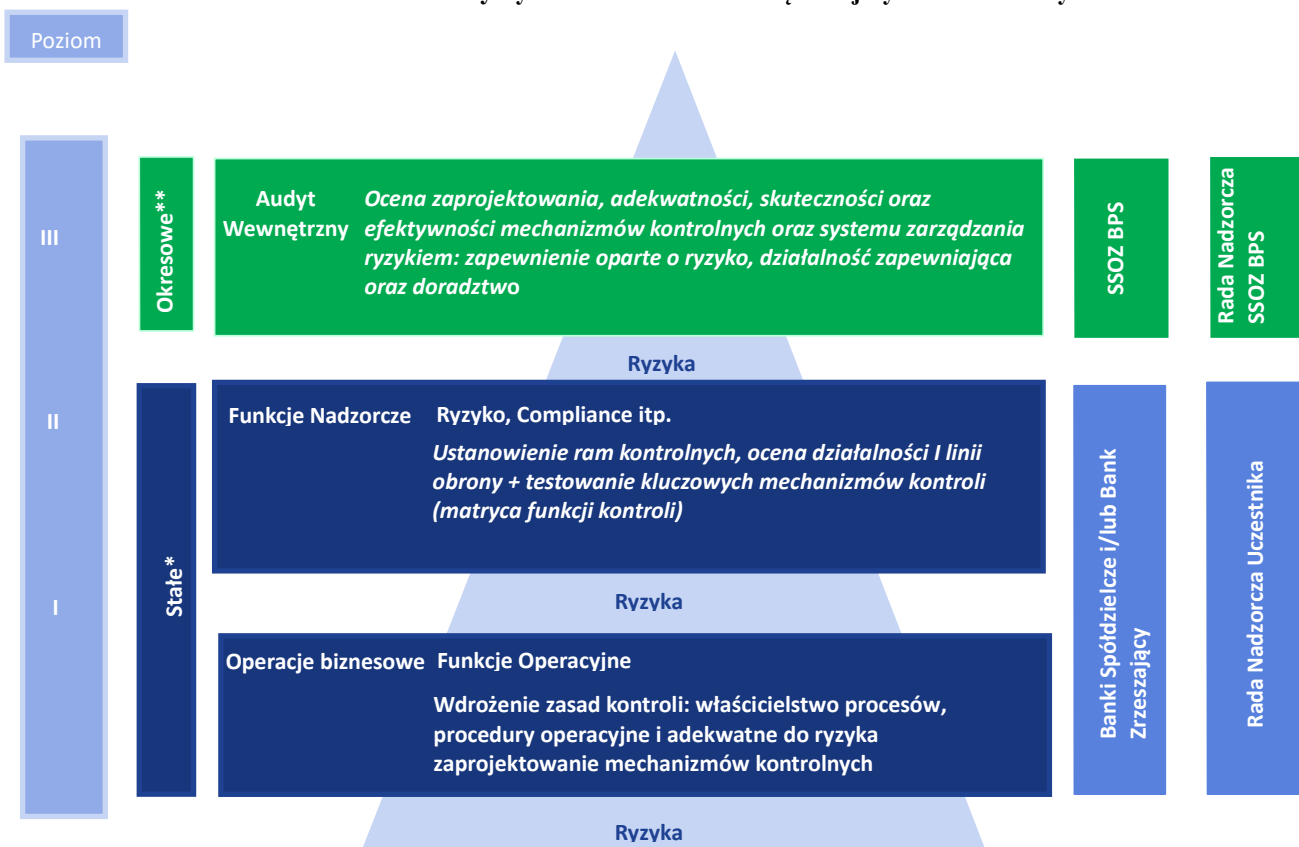 Poziom
III
Okresowe**
Audyt
Wewnętrzny
Ocena zaprojektowania, adekwatności, skuteczności oraz
efektywności mechanizmów kontrolnych oraz systemu zarządzania
ryzykiem: zapewnienie oparte o ryzyko, działalność zapewniająca
oraz doradztwo
SSOZ BPS
Rada Nadzorcza
SSOZ BPS
Ryzyka
II
Stałe*
Funkcje Nadzorcze
Ryzyko, Compliance itp.
Ustanowienie ram kontrolnych, ocena działalności I linii
obrony + testowanie kluczowych mechanizmów kontroli
(matryca funkcji kontroli)
Banki Spółdzielcze i/lub Bank
Zrzeszający
Rada Nadzorcza Uczestnika
I
Ryzyka
Operacje biznesowe
Funkcje Operacyjne
Wdrożenie zasad kontroli: właścicielstwo procesów,
procedury operacyjne i adekwatne do ryzyka
zaprojektowanie mechanizmów kontrolnych
Ryzyka